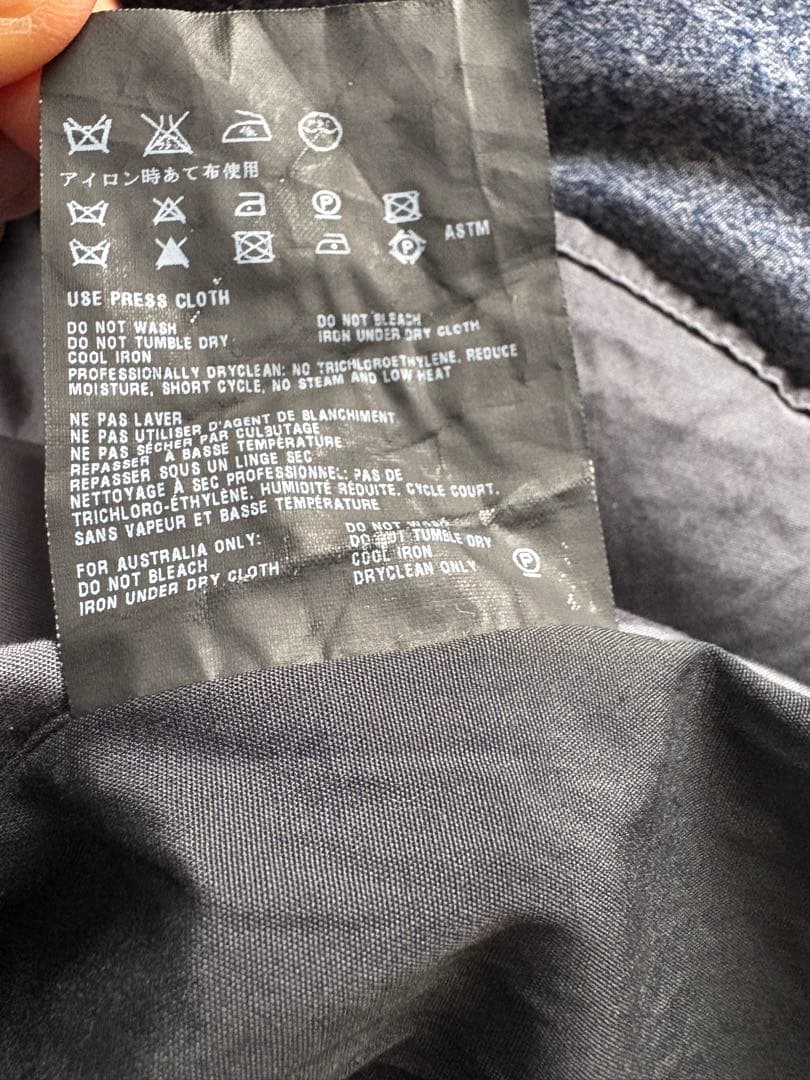 アイロン時あて布使用
ASTM
USE PRESS CLOTH
DO NOT WASH
DO NOT TUMBLE DRY
COOL IRON
DO NOT BLEACH
IRON UNDER DRY CLOTH
PROFESSIONALLY DRYCLEAN: NO TRICHLOROETHYLENE. REDUCE
MOISTURE, SHORT CYCLE, NO STEAM AND LOW HEAT
NE PAS LAVER
NE PAS UTILISER D'AGENT DE BLANCHIMENT
NE PAS SÉCHER PAR CULBUTAGE
REPASSER À BASSE TEMPÉRATURE
REPASSER SOUS UN LINGE SEC
NETTOYAGE À SEC PROFESSIONNEL: PAS DE
TRICHLORO-ÉTHYLÈNE. HUMIDITÉ RÉDUITE. CYCLE COURT.
SANS VAPEUR ET BASSE TEMPÉRATURE
FOR AUSTRALIA ONLY:
DO NOT BLEACH
IRON UNDER DRY CLOTH
DO NOT WASH
DO NOT TUMBLE DRY
COOL IRON
DRYCLEAN ONLY
P